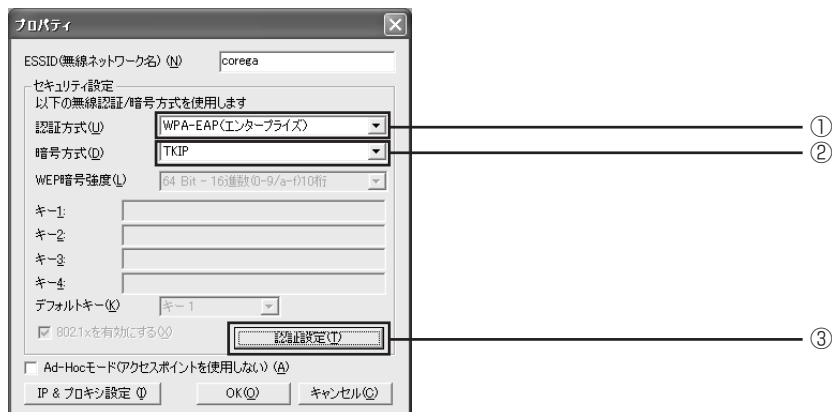 プロパティ
ESSID(無線ネットワーク名) (N) corega
セキュリティ設定
以下の無線認証/暗号方式を使用します
認証方式(U) WPA-EAP(エンタープライズ) ①
暗号方式(D) TKIP ②
WEP暗号強度(L) 64 Bit - 16進数(0-9/a-f)10桁
キー1:
キー2:
キー3:
キー4:
デフォルトキー(K) キー 1
802.1xを有効にする(X) 認証設定(T) ③
Ad-Hocモード(アクセスポイントを使用しない) (A)
IP & プロキシ設定 (I) OK(O) キャンセル(C)